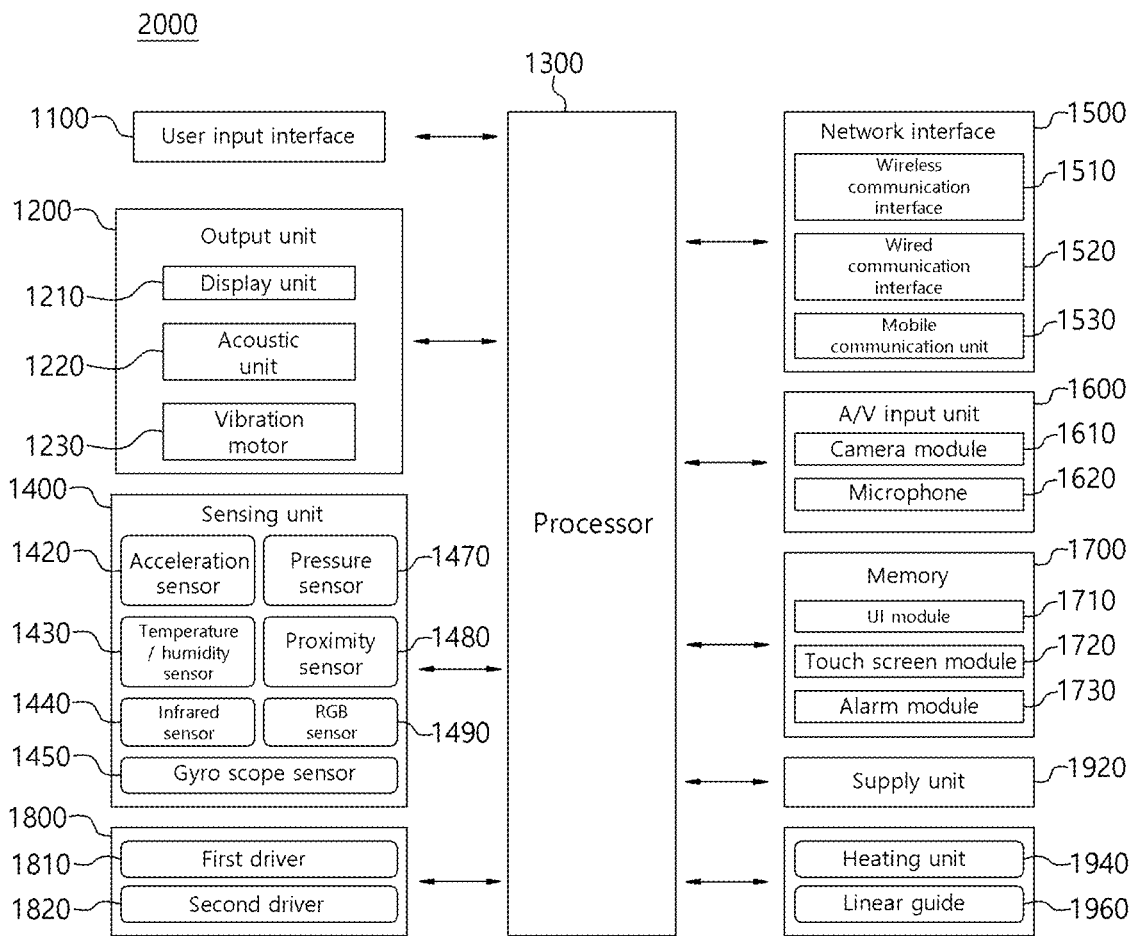 2000
1300
1100
User input interface
1200
Output unit
1210
Display unit
1220
Acoustic
unit
1230
Vibration
motor
1400
Sensing unit
1420
Acceleration
sensor
Pressure
sensor
1470
1430
Temperature
/ humidity
sensor
Proximity
sensor
1480
1440
Infrared
sensor
RGB
sensor
1490
1450
Gyro scope sensor
1800
1810
First driver
1820
Second driver
Processor
Network interface
1500
Wireless
communication
interface
1510
Wired
communication
interface
1520
Mobile
communication unit
1530
A/V input unit
1600
Camera module
1610
Microphone
1620
Memory
1700
UI module
1710
Touch screen module
1720
Alarm module
1730
Supply unit
1920
Heating unit
1940
Linear guide
1960